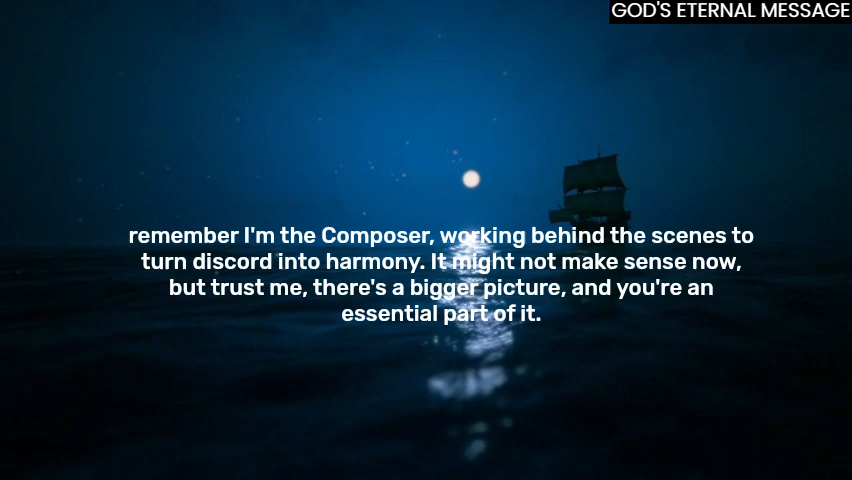 GOD'S ETERNAL MESSAGE
remember I'm the Composer, working behind the scenes to
turn discord into harmony. It might not make sense now,
but trust me, there's a bigger picture, and you're an
essential part of it.